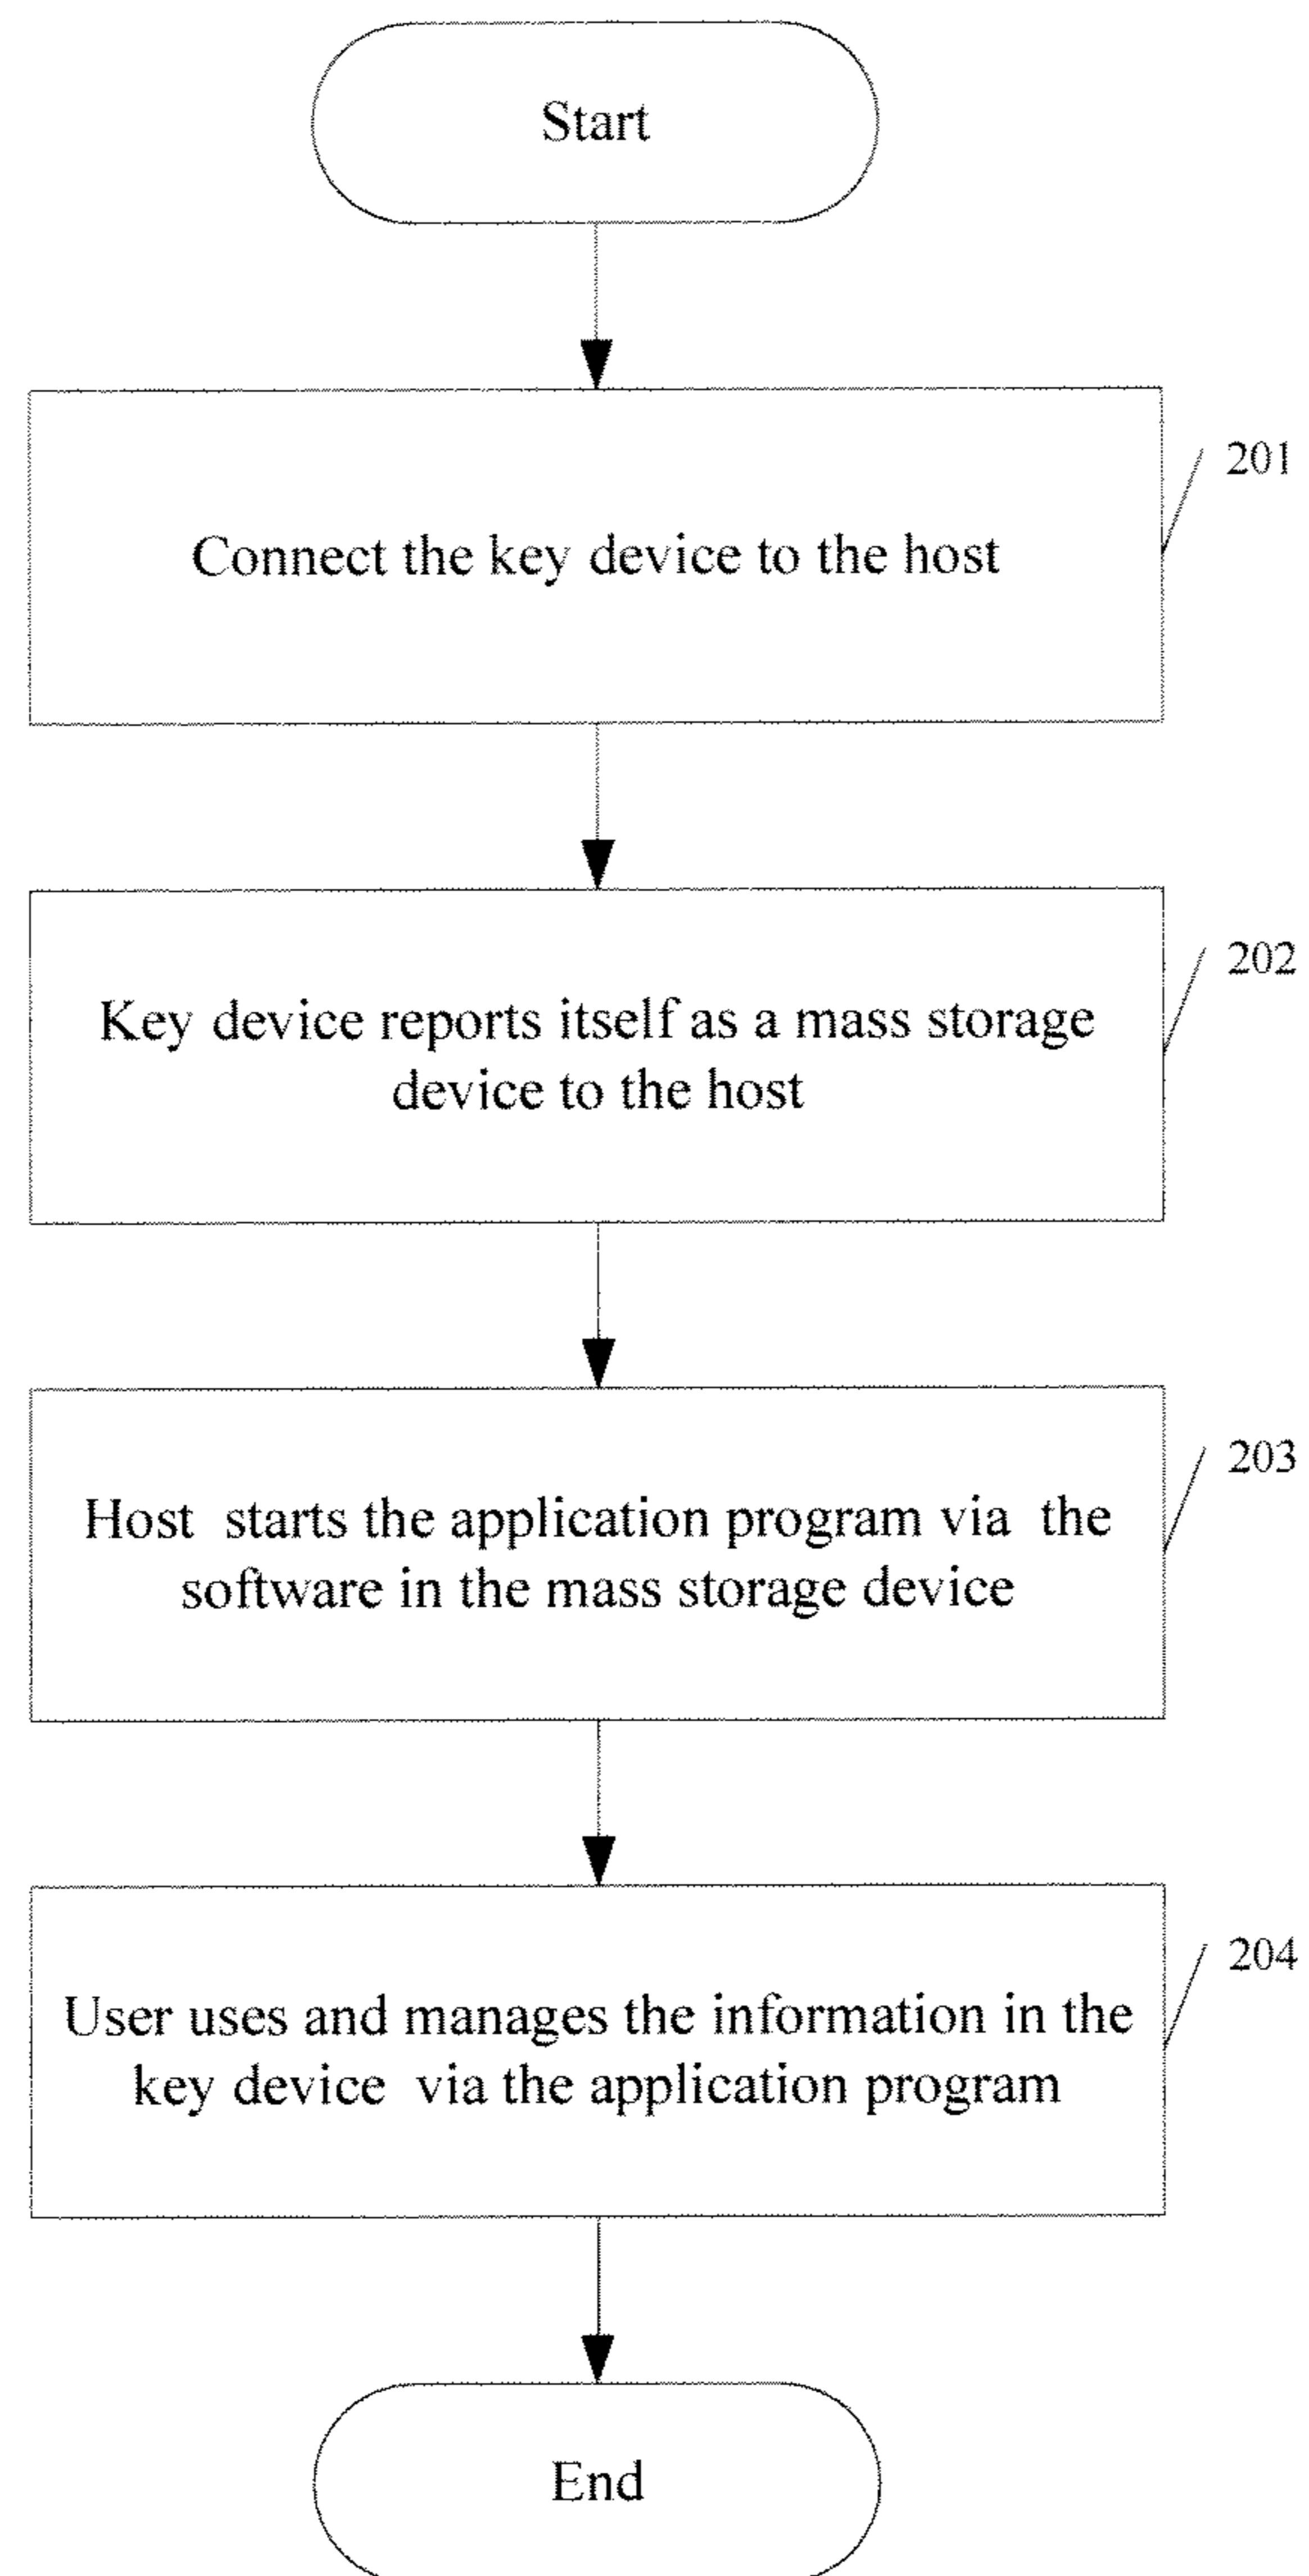 Start
201
Connect the key device to the host
202
Key device reports itself as a mass storage
device to the host
203
Host starts the application program via the
software in the mass storage device
204
User uses and manages the information in the
key device via the application program
End